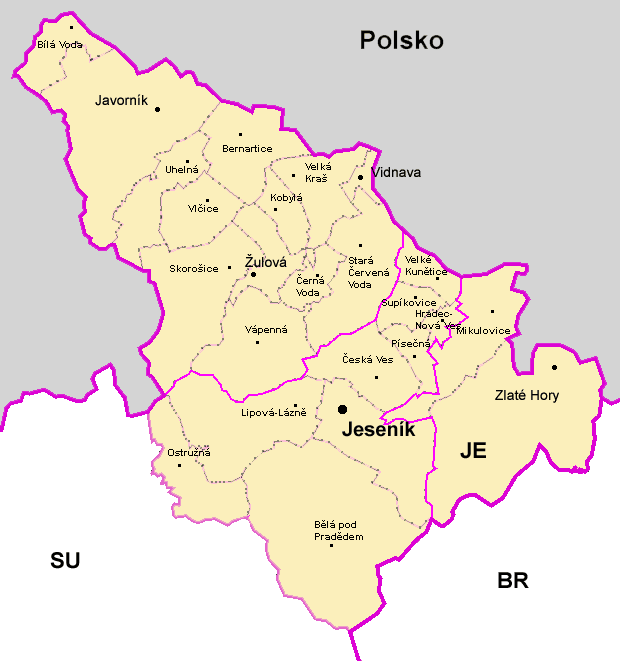 Polsko
Bílá Voda
Javorník
Bernartice
Uhelná
Velká
Kraš
Vidnava
Kobylá
Vlčice
Skorošice
Žulová
Stará
Červená
Voda
Velké
Kunětice
Černá
Voda
Supíkovice
Hradec-
Nová Ves
Mikulovice
Vápenná
Písečná
Česká Ves
Zlaté Hory
Lipová-Lázně
Jeseník
JE
Ostružná
Bělá pod
Pradědem
SU
BR